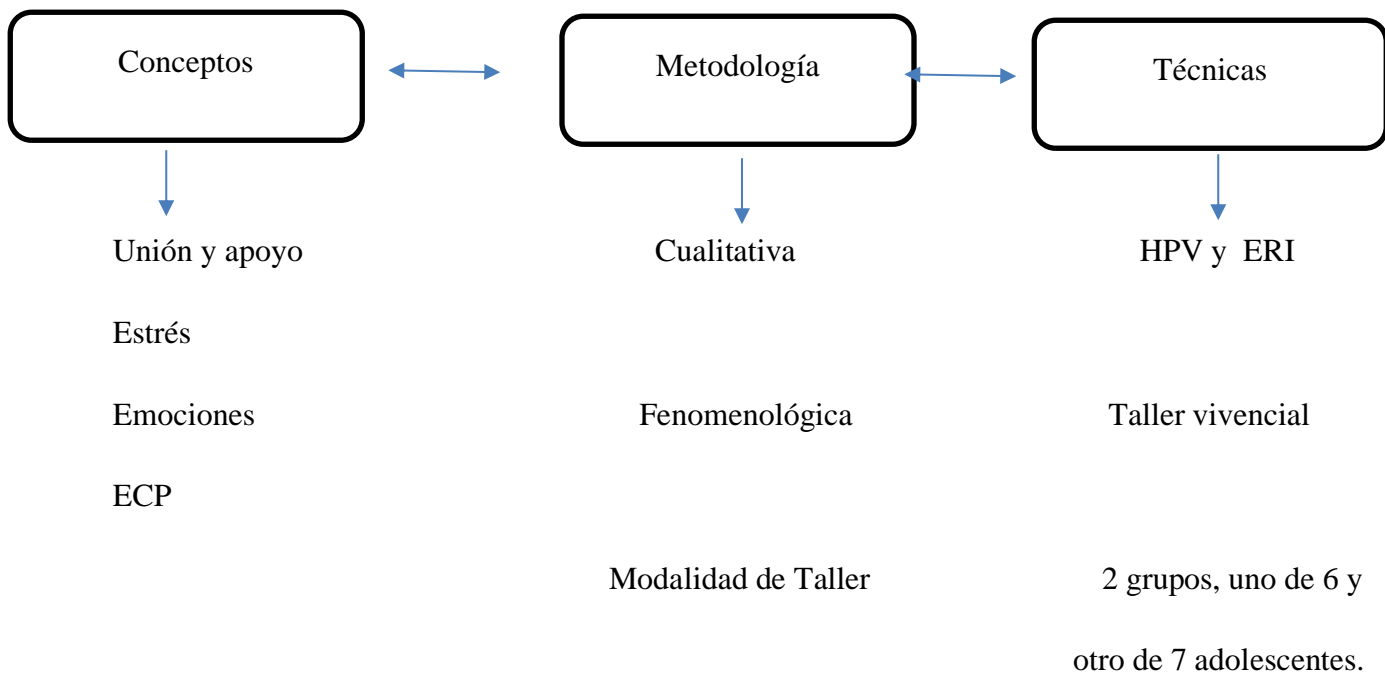 Conceptos
Metodología
Técnicas
Unión y apoyo
Cualitativa
HPV y ERI
Estrés
Emociones
Fenomenológica
Taller vivencial
ECP
Modalidad de Taller
2 grupos, uno de 6 y
otro de 7 adolescentes.